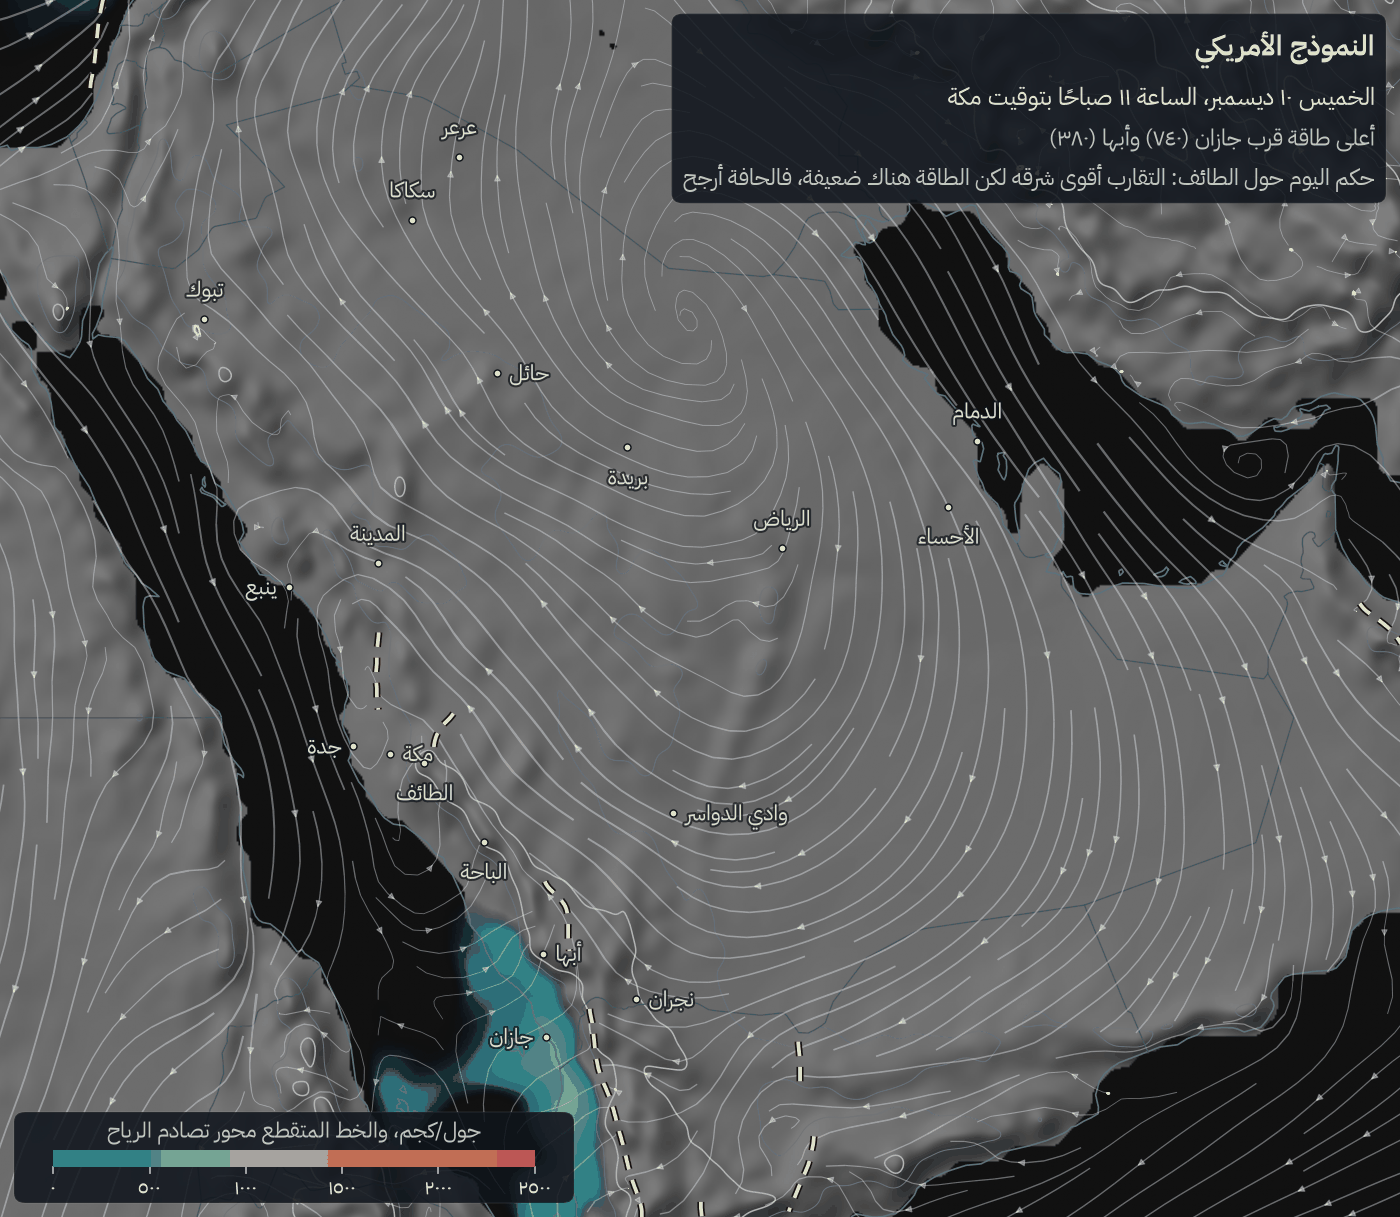 النموذج الأمريكي
الخميس ١٠ ديسمبر، الساعة ١١ صباحًا بتوقيت مكة
أعلى طاقة قرب جازان (٧٤٠) وأبها (٣٨٠)
حكم اليوم حول الطائف: التقارب أقوى شرقه لكن الطاقة هناك ضعيفة، فالحافة أرجح
عرعر
سكاكا
تبوك
حائل
الدمام
بريدة
الرياض
الأحساء
المدينة
ينبع
جدة
مكة
الطائف
وادي الدواسر
الباحة
أبها
نجران
جازان
جول/كجم، والخط المتقطع محور تصادم الرياح
٠ ٥٠٠ ١٠٠٠ ١٥٠٠ ٢٠٠٠ ٢٥٠٠